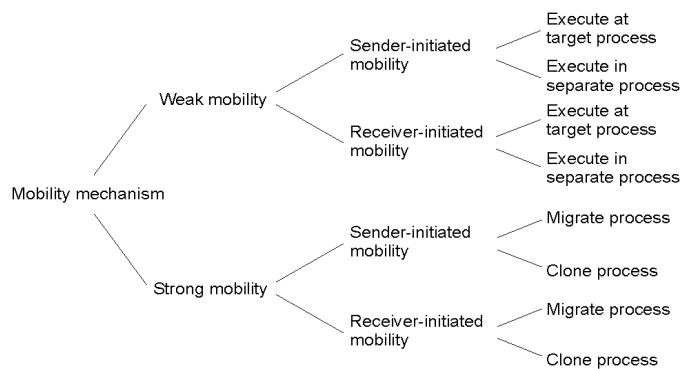 Mobility mechanism
Weak mobility
Sender-initiated
mobility
Execute at
target process
Execute in
separate process
Receiver-initiated
mobility
Execute at
target process
Execute in
separate process
Strong mobility
Sender-initiated
mobility
Migrate process
Clone process
Receiver-initiated
mobility
Migrate process
Clone process